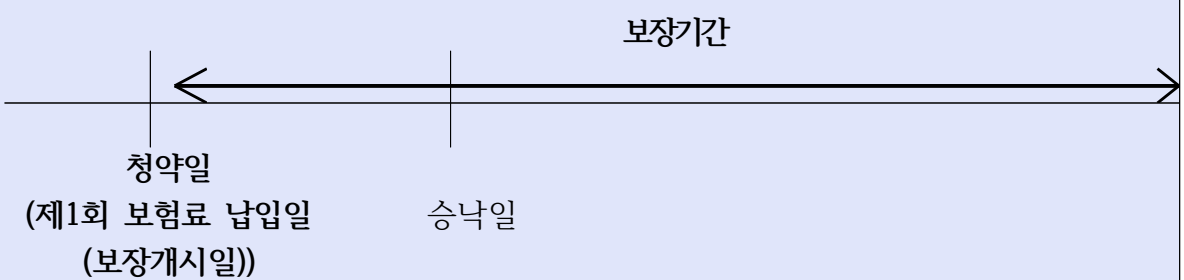 보장기간
청약일
(제1회 보험료 납입일
(보장개시일))
승낙일